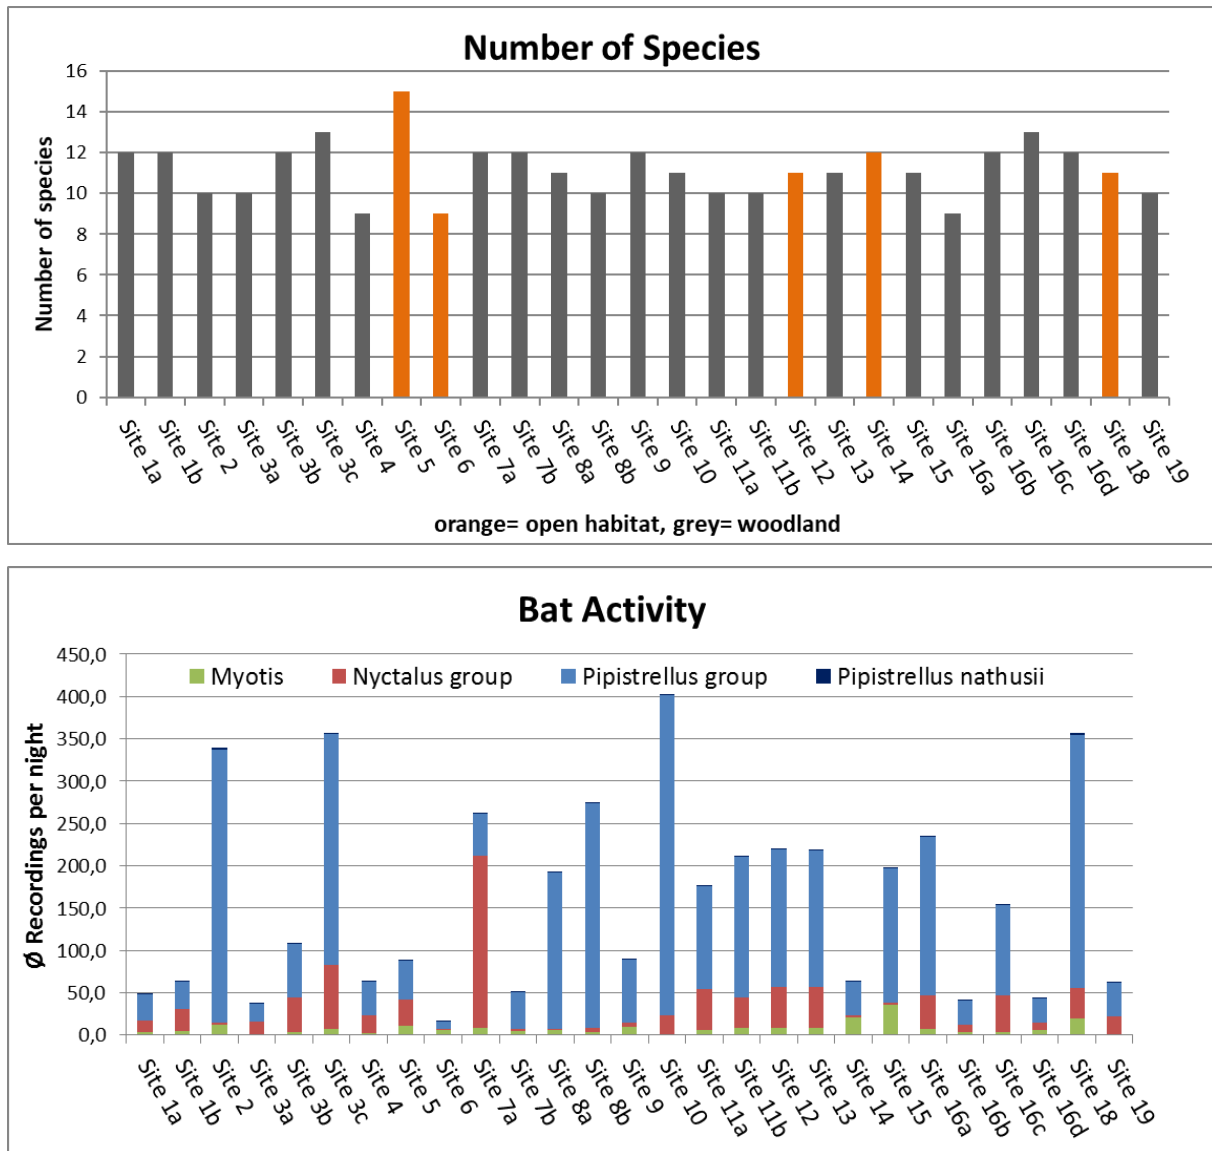 Number of Species
Number of species
16
14
12
10
8
6
4
2
0
Site 1a
Site 1b
Site 2
Site 3a
Site 3b
Site 3c
Site 4
Site 5
Site 6
Site 7a
Site 7b
Site 8a
Site 8b
Site 9
Site 10
Site 11a
Site 11b
Site 12
Site 13
Site 14
Site 15
Site 16a
Site 16b
Site 16c
Site 16d
Site 18
Site 19
orange= open habitat, grey= woodland
Bat Activity
Ø Recordings per night
450,0
400,0
350,0
300,0
250,0
200,0
150,0
100,0
50,0
0,0
Myotis
Nyctalus group
Pipistrellus group
Pipistrellus nathusii
Site 1a
Site 1b
Site 2
Site 3a
Site 3b
Site 3c
Site 4
Site 5
Site 6
Site 7a
Site 7b
Site 8a
Site 8b
Site 9
Site 10
Site 11a
Site 11b
Site 12
Site 13
Site 14
Site 15
Site 16a
Site 16b
Site 16c
Site 16d
Site 18
Site 19